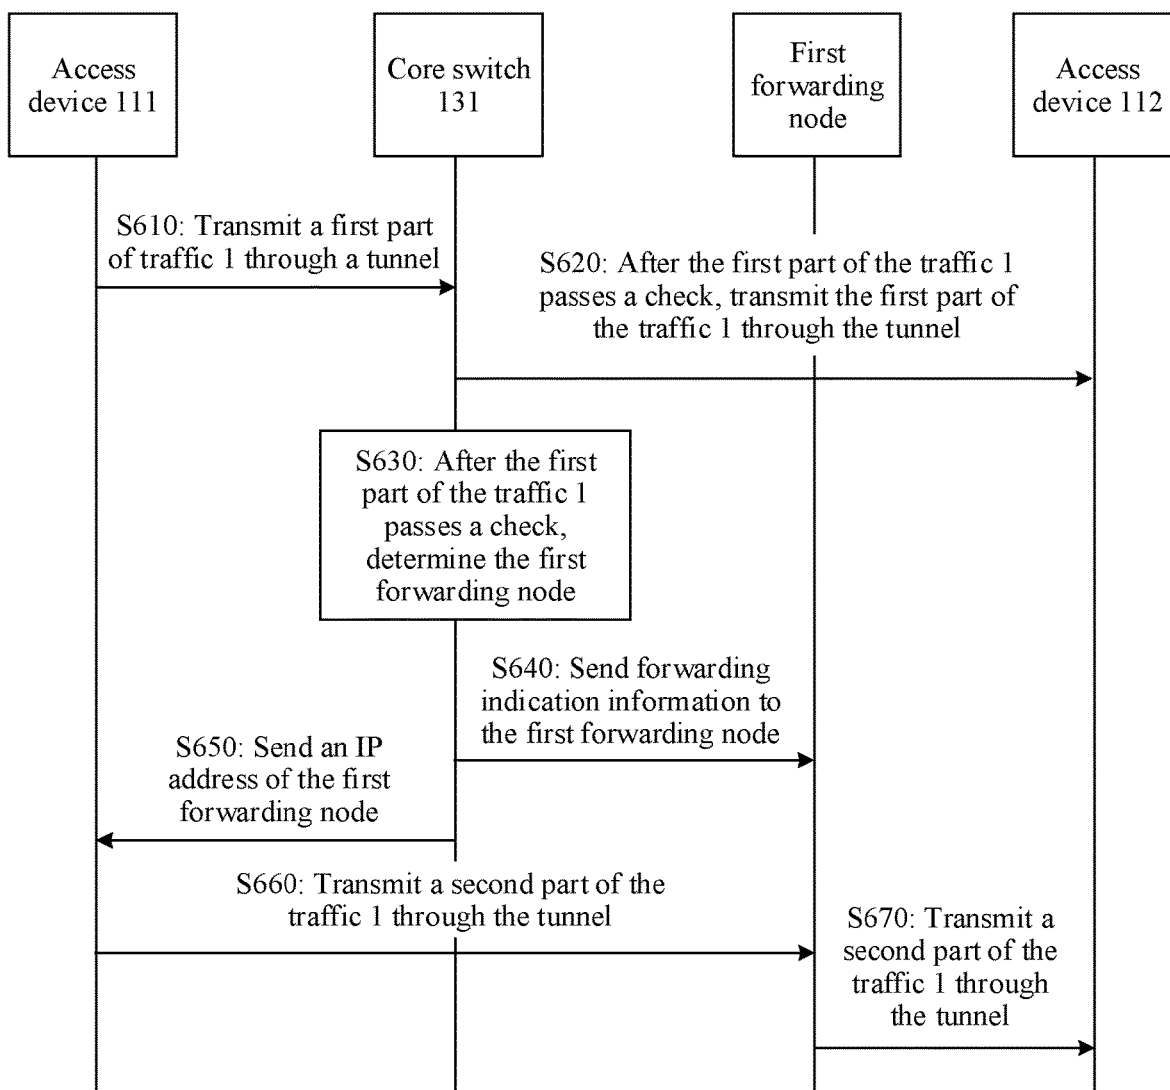 Access
device 111
Core switch
131
First
forwarding
node
Access
device 112
S610: Transmit a first part
of traffic 1 through a tunnel
S620: After the first part of the traffic 1
passes a check, transmit the first part of
the traffic 1 through the tunnel
S630: After the first
part of the traffic 1
passes a check,
determine the first
forwarding node
S640: Send forwarding
indication information to
the first forwarding node
S650: Send an IP
address of the first
forwarding node
S660: Transmit a second part of the
traffic 1 through the tunnel
S670: Transmit a
second part of the
traffic 1 through
the tunnel